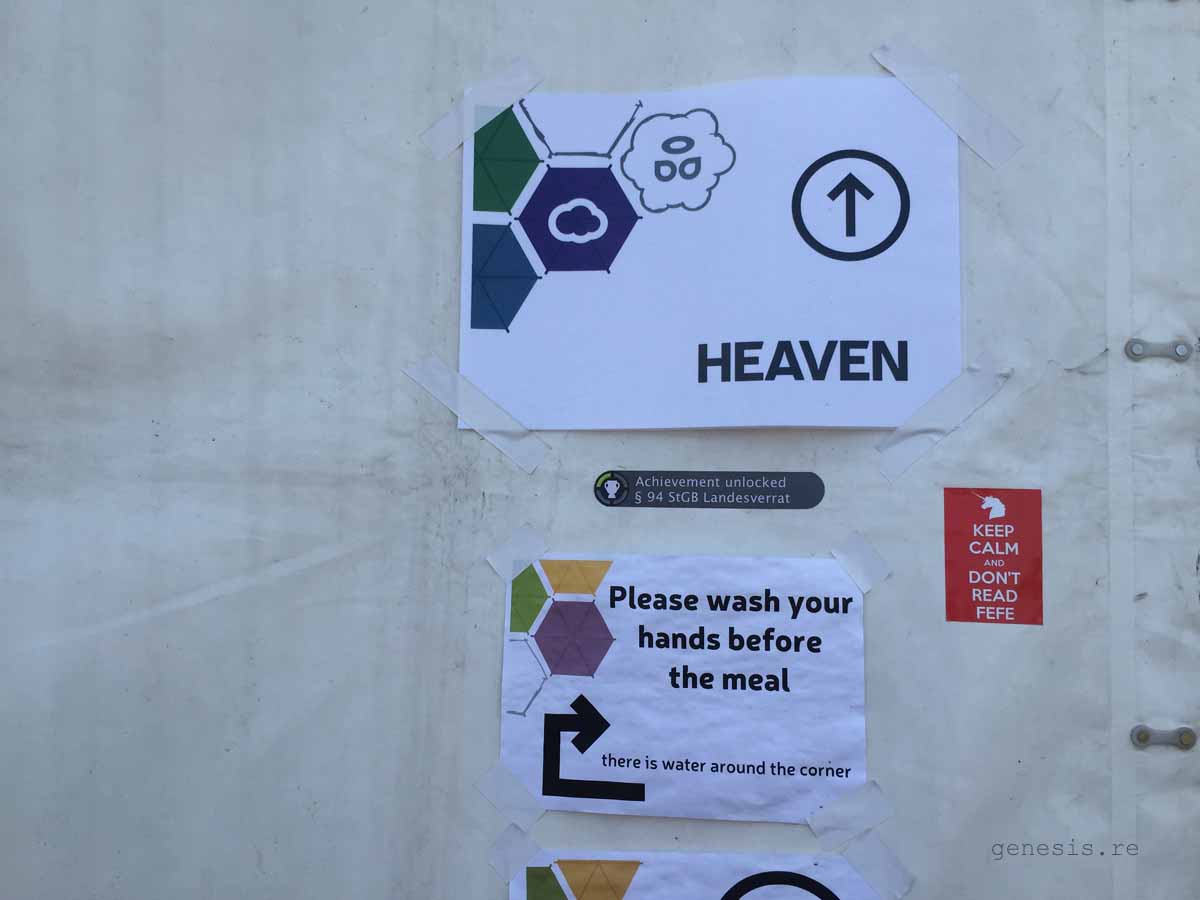 HEAVEN
Achievement unlocked
§ 94 StGB Landesverrat
KEEP
CALM
AND
DON'T
READ
FEFE
Please wash your
hands before
the meal
there is water around the corner
genesis.re